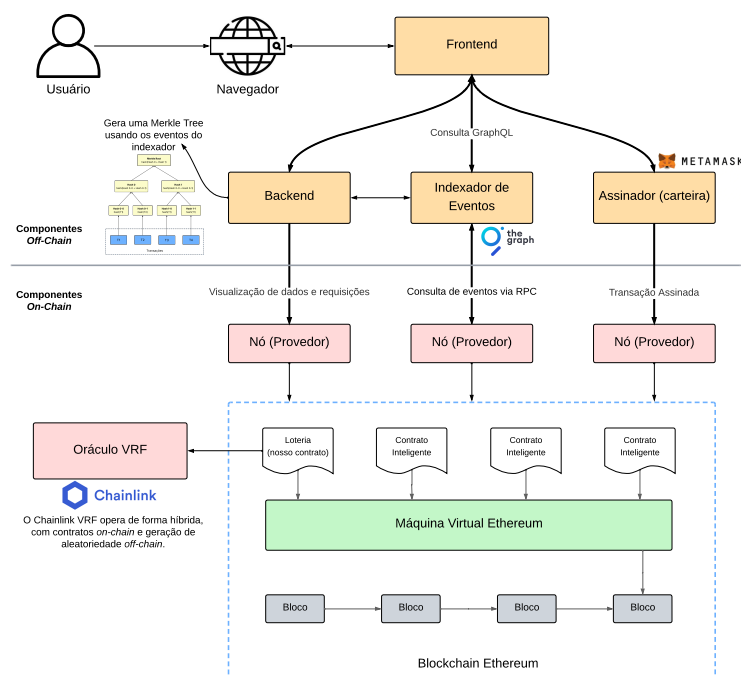 Frontend
Usuário
Navegador
Gera uma Merkle Tree
usando os eventos do
indexador
Consulta GraphQL
METAMASK
Backend
Indexador de
Eventos
Assinador (carteira)
Componentes
Off-Chain
the
graph
Componentes
On-Chain
Visualização de dados e requisições
Consulta de eventos via RPC
Transação Assinada
Nó (Provedor)
Nó (Provedor)
Nó (Provedor)
Oráculo VRF
Loteria
(nosso contrato)
Contrato
Inteligente
Contrato
Inteligente
Contrato
Inteligente
Chainlink
O Chainlink VRF opera de forma híbrida,
com contratos on-chain e geração de
aleatoriedade off-chain.
Máquina Virtual Ethereum
Bloco
Bloco
Bloco
Bloco
Blockchain Ethereum